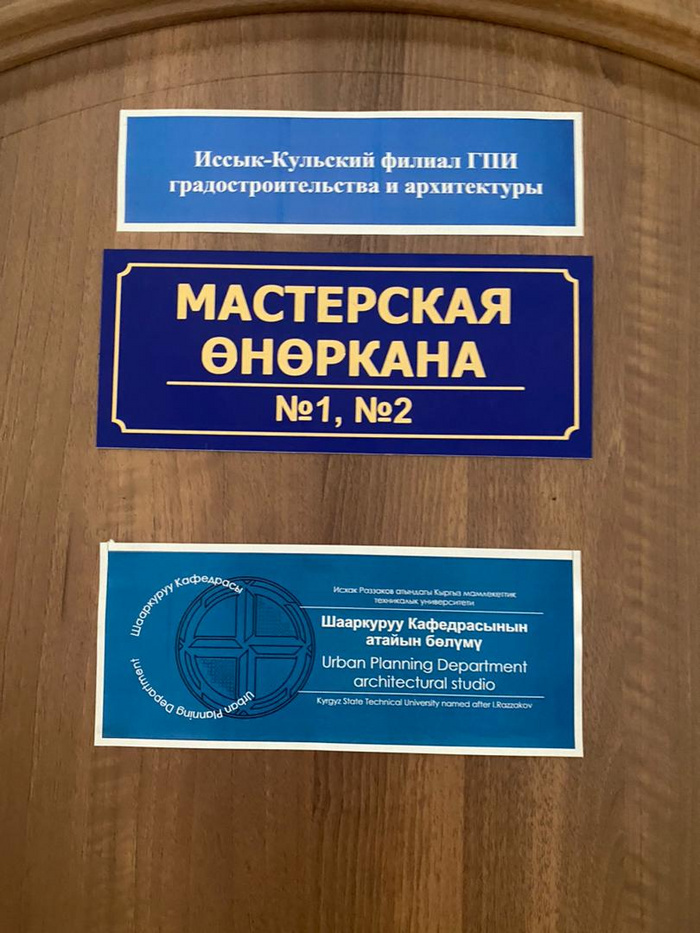 Иссык-Кульский филиал ГПИ
градостроительства и архитектуры
МАСТЕРСКАЯ
ӨНӨРКАНА
№1, №2
Шааркуруу Кафедрасы
Urban Planning Department
Исхак Раззаков атындагы Кыргыз мамлекеттик
техникалык университети
Шааркуруу Кафедрасынын
атайын бөлүмү
Urban Planning Department
architectural studio
Kyrgyz State Technical University named after I.Razzakov